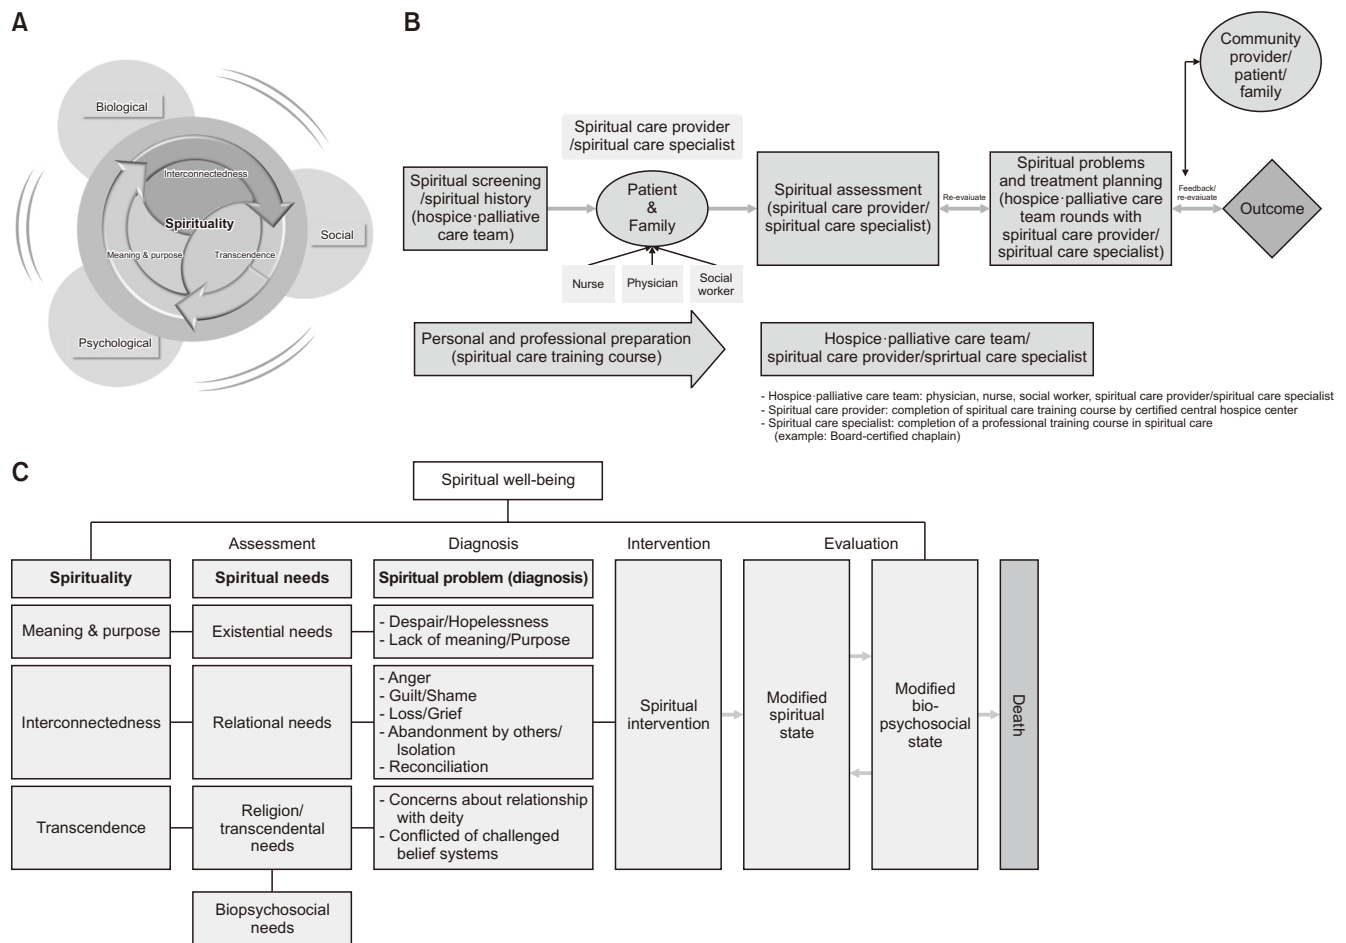 A
Biological
Interconnectedness
Spirituality
Meaning & purpose
Transcendence
Social
Psychological
B
Community
provider/
patient/
family
Spiritual care provider
/spiritual care specialist
Spiritual screening
/spiritual history
(hospice·palliative
care team)
Patient
&
Family
Nurse
Physician
Social
worker
Spiritual assessment
(spiritual care provider/
spiritual care specialist)
Re-evaluate
Spiritual problems
and treatment planning
(hospice·palliative care
team rounds with
spiritual care provider/
spiritual care specialist)
Feedback/
re-evaluate
Outcome
Personal and professional preparation
(spiritual care training course)
Hospice·palliative care team/
spiritual care provider/sprirtual care specialist
- Hospice·palliative care team: physician, nurse, social worker, spiritual care provider/spiritual care specialist
- Spiritual care provider: completion of spiritual care training course by certified central hospice center
- Spiritual care specialist: completion of a professional training course in spiritual care
(example: Board-certified chaplain)
C
Spiritual well-being
Assessment
Diagnosis
Intervention
Evaluation
Spirituality
Spiritual needs
Spiritual problem (diagnosis)
Meaning & purpose
Existential needs
- Despair/Hopelessness
- Lack of meaning/Purpose
Interconnectedness
Relational needs
- Anger
- Guilt/Shame
- Loss/Grief
- Abandonment by others/
Isolation
- Reconciliation
Transcendence
Religion/
transcendental
needs
- Concerns about relationship
with deity
- Conflicted of challenged
belief systems
Biopsychosocial
needs
Spiritual
intervention
Modified
spiritual
state
Modified
bio-
psychosocial
state
Death